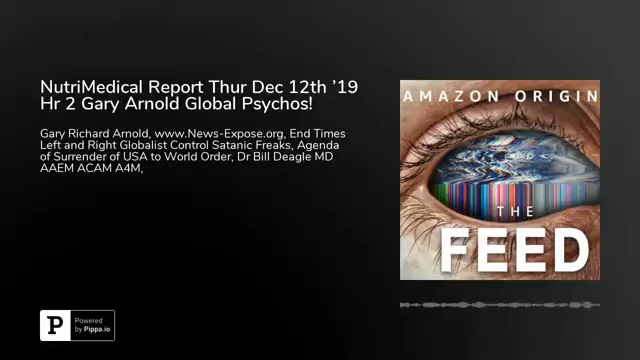 NutriMedical Report Thur Dec 12th ’19
Hr 2 Gary Arnold Global Psychos!
Gary Richard Arnold, www.News-Expose.org, End Times
Left and Right Globalist Control Satanic Freaks, Agenda
of Surrender of USA to World Order, Dr Bill Deagle MD
AAEM ACAM A4M,
AMAZON ORIGIN
THE
FEED
P
Powered
by Pippa.io